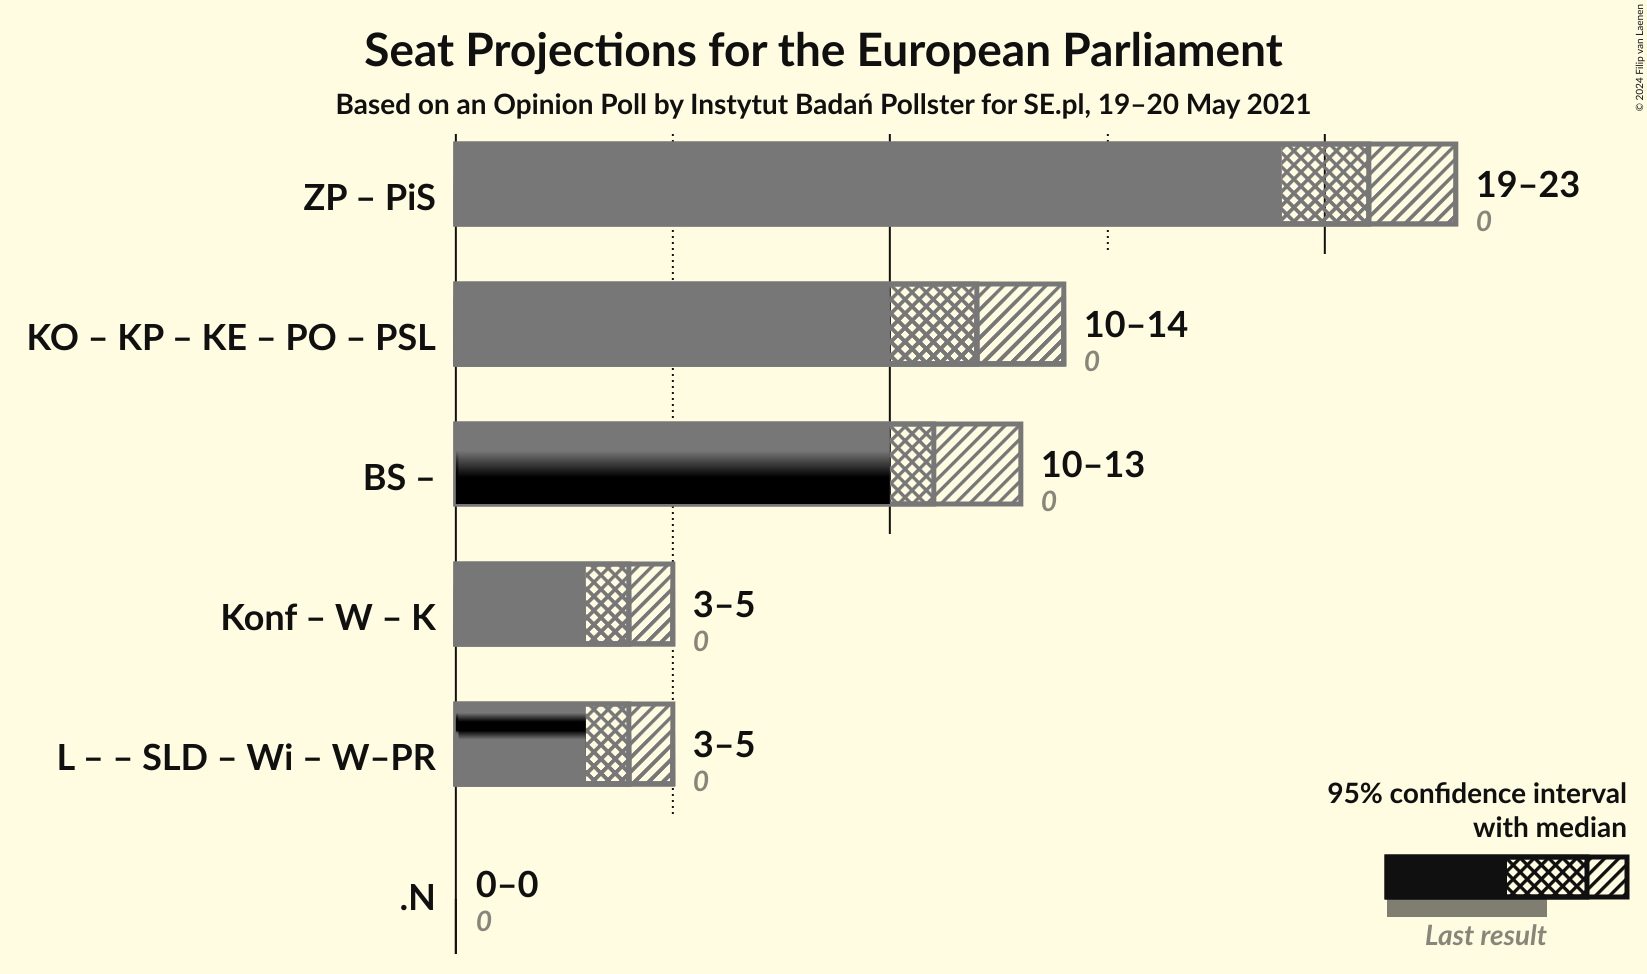 Seat Projections for the European Parliament
Based on an Opinion Poll by Instytut Badań Pollster for SE.pl, 19–20 May 2021
© 2024 Filip van Laenen
ZP – PiS
19–23
0
KO – KP – KE – PO – PSL
10–14
0
BS –
10–13
0
Konf – W – K
3–5
0
L – – SLD – Wi – W–PR
3–5
0
.N
0–0
0
95% confidence interval
with median
Last result